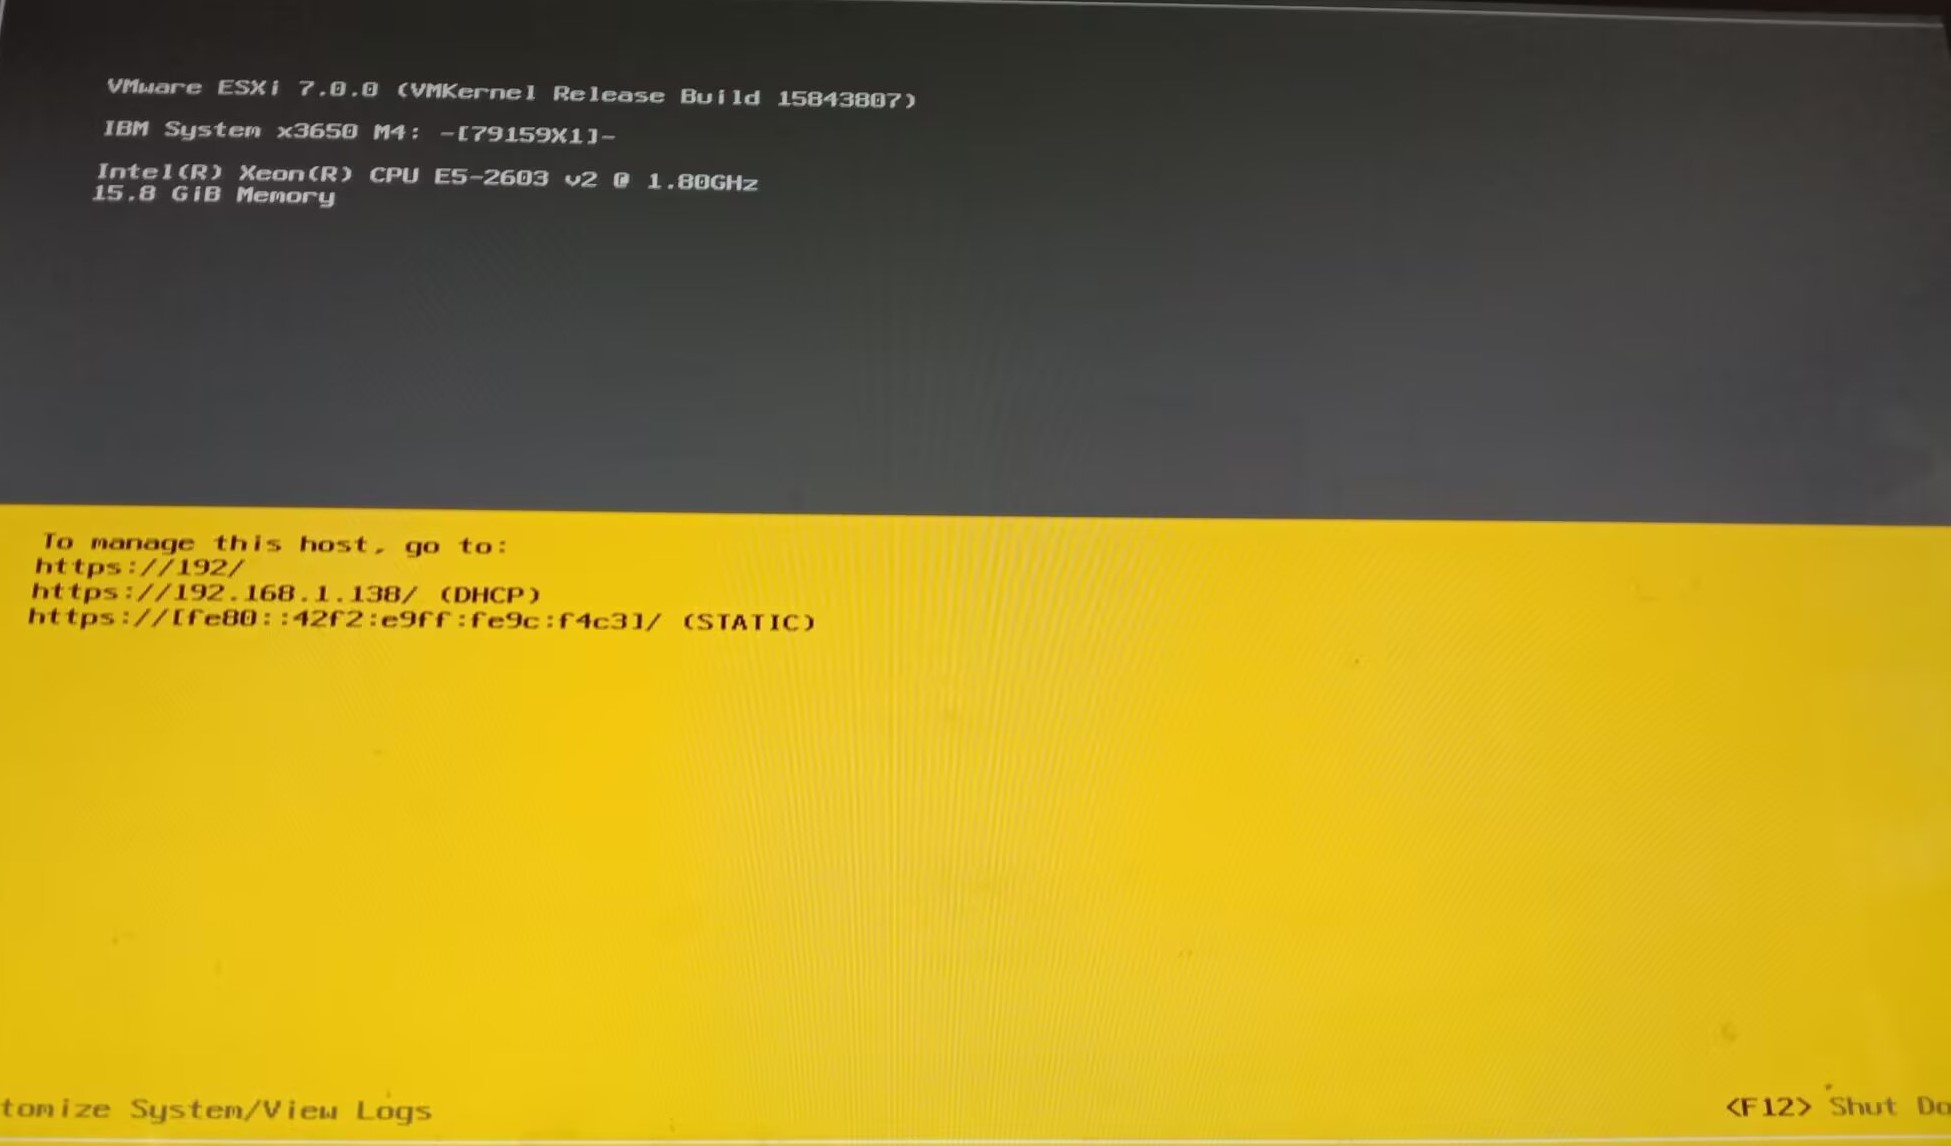 VMware ESXi 7.0.0 (VMKernel Release Build 15843807)
IBM System x3650 M4: -[79159X1]-
Intel(R) Xeon(R) CPU E5-2603 v2 @ 1.80GHz
15.8 GiB Memory
To manage this host, go to:
https://192/
https://192.168.1.138/ (DHCP)
https://[fe80::42f2:e9ff:fe9c:f4c3]/ (STATIC)
tomize System/View Logs
<F12> Shut Do